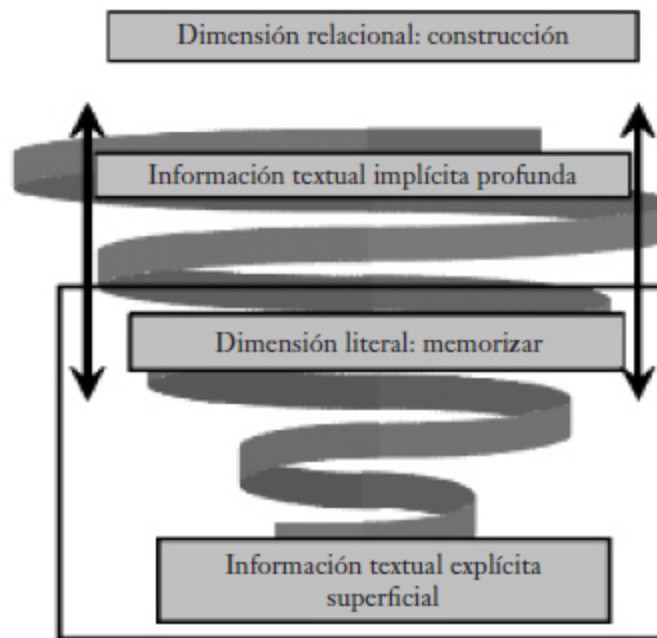 Dimensión relacional: construcción
Información textual implícita profunda
Dimensión literal: memorizar
Información textual explícita
superficial